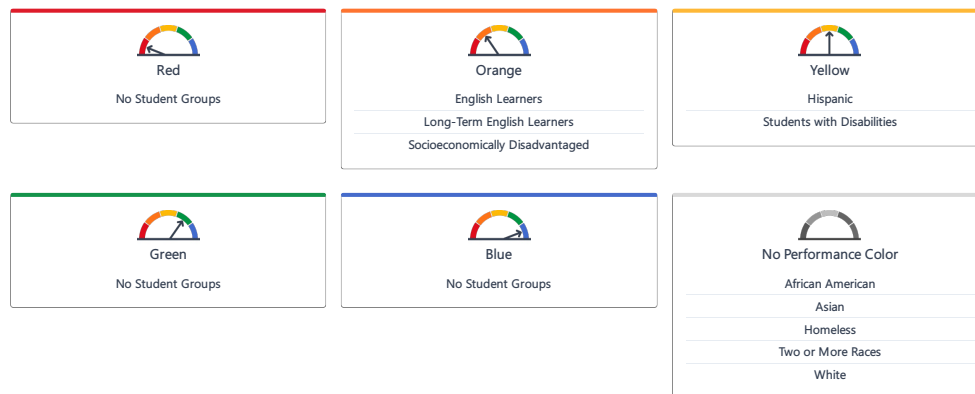 Red
No Student Groups
Orange
English Learners
Long-Term English Learners
Socioeconomically Disadvantaged
Yellow
Hispanic
Students with Disabilities
Green
No Student Groups
Blue
No Student Groups
No Performance Color
African American
Asian
Homeless
Two or More Races
White